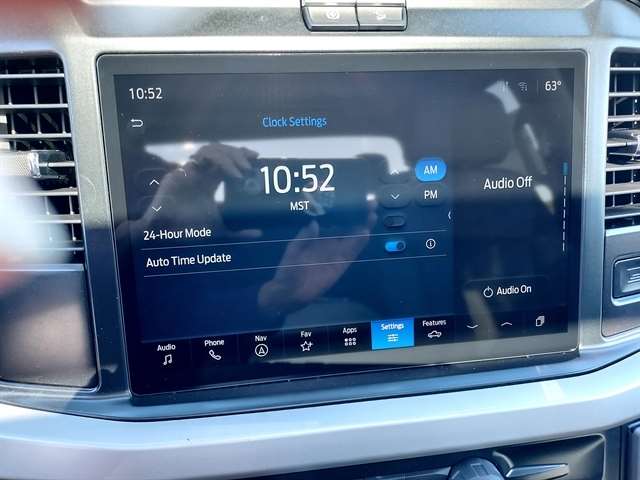 10:52
63°
Clock Settings
10:52
MST
AM
PM
Audio Off
24-Hour Mode
Auto Time Update
Audio On
Audio
Phone
Nav
Fav
Apps
Settings
Features